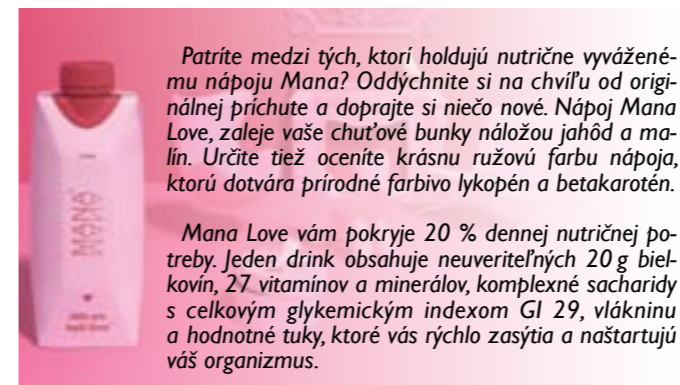 Patríte medzi tých, ktorí holdujú nutrične vyvážené-
mu nápoju Mana? Oddýchnite si na chvíľu od origi-
nálnej príchute a doprajte si niečo nové. Nápoj Mana
Love, zaleje vaše chuťové bunky náložou jahôd a ma-
lín. Určite tiež oceníte krásnu ružovú farbu nápoja,
ktorú dotvára prírodné farbivo lykopén a betakarotén.
Mana Love vám pokryje 20 % dennej nutričnej po-
treby. Jeden drink obsahuje neuveriteľných 20 g biel-
kovín, 27 vitamínov a minerálov, komplexné sacharidy
s celkovým glykemickým indexom GI 29, vlákninu
a hodnotné tuky, ktoré vás rýchlo zasýtia a naštartujú
váš organizmus.
MANA